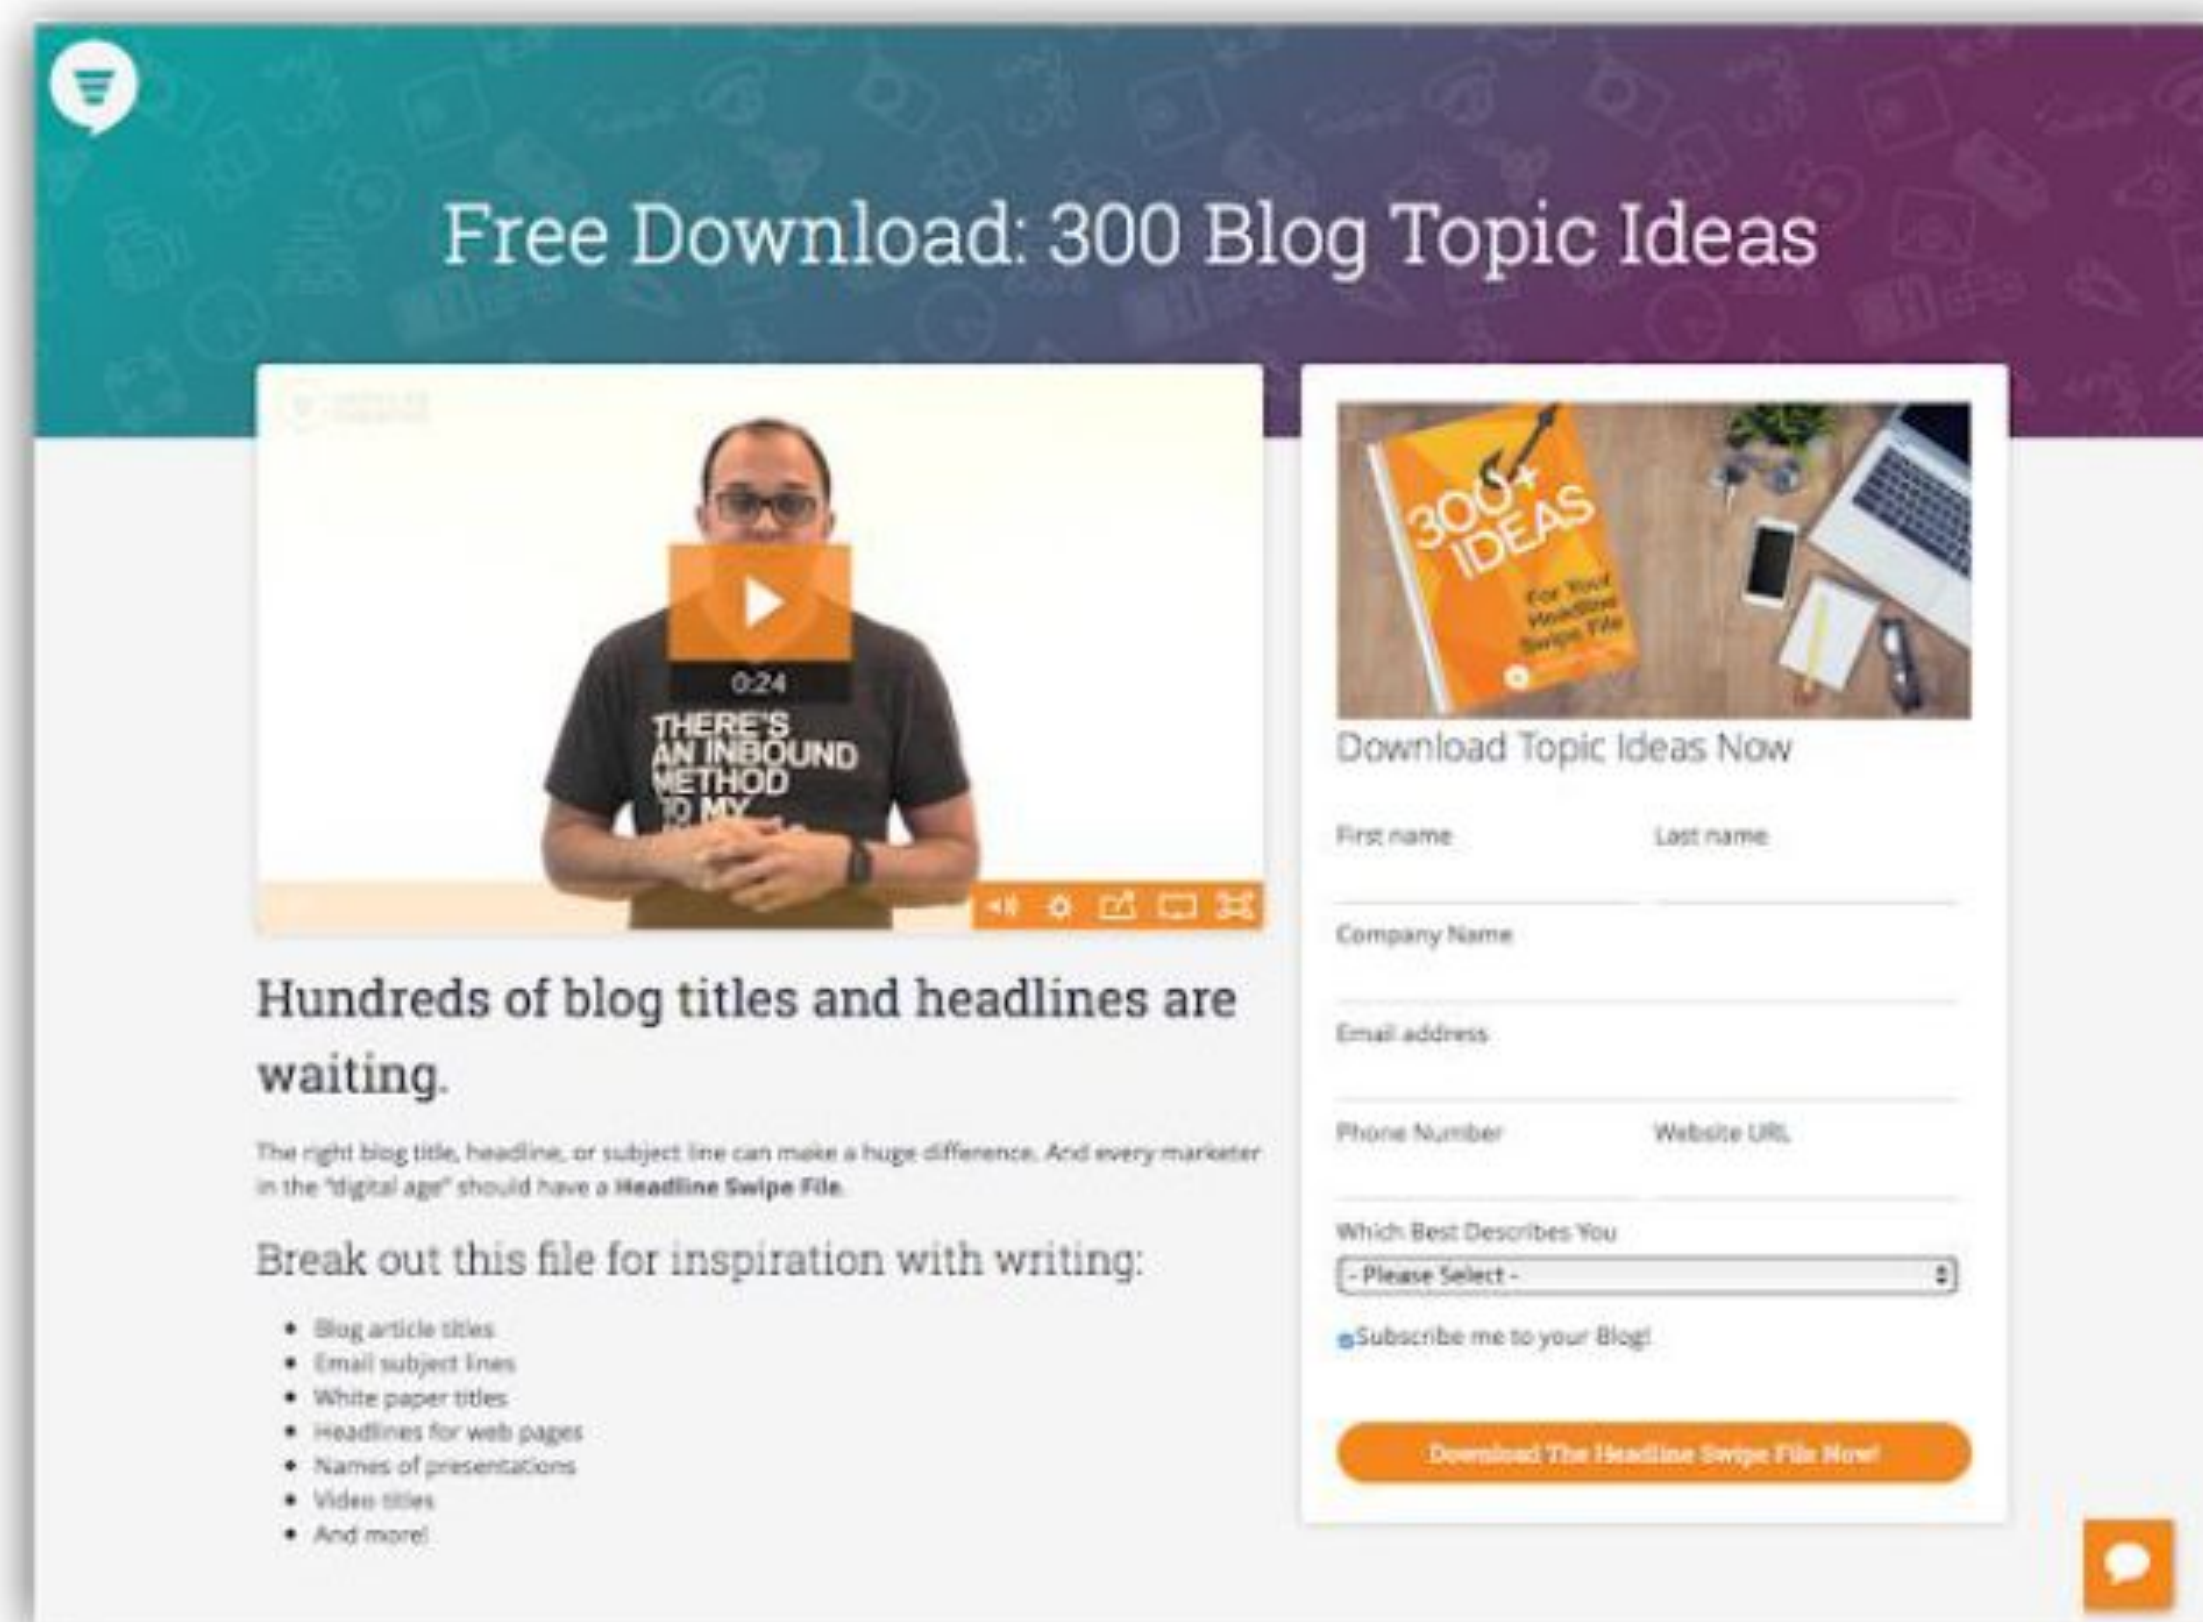 Free Download: 300 Blog Topic Ideas
0:24
THERE'S
AN INBOUND
METHOD
TO MY
Hundreds of blog titles and headlines are
waiting.
The right blog title, headline, or subject line can make a huge difference. And every marketer
in the "digital age" should have a Headline Swipe File.
Break out this file for inspiration with writing:
Blog article titles
Email subject lines
White paper titles
Headlines for web pages
Names of presentations
Video titles
And more!
300+
IDEAS
For Your
Headline
Swipe File
Download Topic Ideas Now
First name Last name
Company Name
Email address
Phone Number Website URL
Which Best Describes You
- Please Select -
Subscribe me to your Blog!
Download The Headline Swipe File Now!